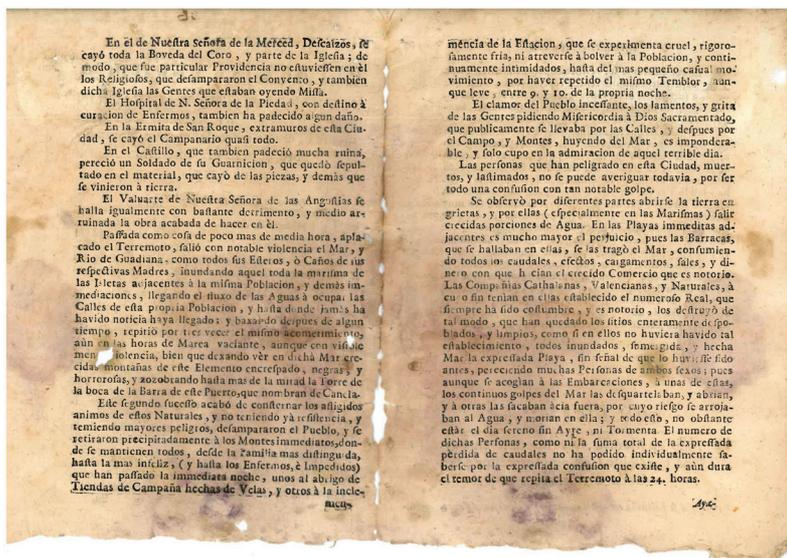 En el de Nuestra Señora de la Merced, Descalzos, se
cayó toda la Boveda del Coro, y parte de la Iglesia; de
modo, que fue particular Providencia no estuviessen en èl
los Religiosos, que desampararon el Convento, y tambien
dicha Iglesia las Gentes que estaban oyendo Missa.
El Hospital de N. Señora de la Piedad, con destino à
curacion de Enfermos, tambien ha padecido algun daño.
En la Ermita de San Roque, extramuros de esta Ciu-
dad, se cayó el Campanario quasi todo.
En el Castillo, que tambien padeció mucha ruina,
pereció un Soldado de su Guarnicion, que quedó sepul-
tado en el material, que cayò de las piezas, y demàs que
se vinieron à tierra.
El Valuarte de Nuestra Señora de las Angustias se
halla igualmente con bastante detrimento, y medio ar-
ruinada la obra acabada de hacer en èl.
Passada como cosa de poco mas de media hora, apla-
cado el Terremoto, salió con notable violencia el Mar, y
Rio de Guadiana, como todos sus Esteros, ò Caños de sus
respectivas Madres, inundando aquel toda la marisma de
las Isletas adjacentes à la misma Poblacion, y demàs im-
mediaciones, llegando el fluxo de las Aguas à ocupar las
Calles de esta propria Poblacion, y hasta donde jamàs ha
havido noticia haya llegado; y baxando despues de algun
tiempo, repitió por tres veces el mismo acometimiento,
aùn en las horas de Marea vaciante, aunque con visible
men violencia, bien que dexando vèr en dicha Mar cre-
cidas montañas de este Elemento encrespado, negras, y
horrorosas, y zozobrando hasta mas de la mitad la Torre de
la boca de la Barra de este Puerto, que nombran de Canela.
Este segundo sucesso acabó de consternar los afligidos
animos de estos Naturales, y no teniendo yà resistencia, y
temiendo mayores peligros, desampararon el Pueblo, y se
retiraron precipitadamente à los Montes immediatos, don-
de se mantienen todos, desde la Familia mas distinguida,
hasta la mas infeliz, (y hasta los Enfermos, è Impedidos)
que han passado la immediata noche, unos al abrigo de
Tiendas de Campaña hechas de Velas, y otros à la incle-
men-
mencia de la Estacion, que se experimenta cruel, rigoro-
samente fria, ni atreverse à bolver à la Poblacion, y conti-
nuamente intimidados, hasta del mas pequeño casual mo-
vimiento, por haver repetido el mismo Temblor, aun-
que leve, entre 9. y 10. de la propria noche.
El clamor del Pueblo incessante, los lamentos, y grita
de las Gentes pidiendo Misericordia à Dios Sacramentado,
que publicamente se llevaba por las Calles, y despues por
el Campo, y Montes, huyendo del Mar, es impondera-
ble, y solo cupo en la admiracion de aquel terrible dia.
Las personas que han peligrado en esta Ciudad, muer-
tos, y lastimados, no se puede averiguar todavia, por ser
todo una confusion con tan notable golpe.
Se observò por diferentes partes abrirse la tierra en
grietas, y por ellas (especialmente en las Marismas) salir
crecidas porciones de Agua. En las Playas immeditas ad-
jacentes es mucho mayor el perjuicio, pues las Barracas,
que se hallaban en ellas, se las tragò el Mar, consumien-
do todos los caudales, efectos, cargamentos, sales, y di-
nero con que hacian el crecido Comercio que es notorio.
Las Compañias Cathalanas, Valencianas, y Naturales, à
cuyo fin tenian en ellas establecido el numeroso Real, que
siempre ha sido costumbre, y es notorio, los destroyò de
tal modo, que han quedado los sitios enteramente despo-
blados, y limpios, como si en ellos no huviera havido tal
establecimiento, todos inundados, sumergida, y hecha
Mar la expressada Playa, sin señal de que lo huviesse sido
antes, pereciendo muchas Personas de ambos sexos; pues
aunque se acogian à las Embarcaciones, à unas de estas,
los continuos golpes del Mar las desquartelaban, y abrian,
y à otras las sacaban àcia fuera, por cuyo riesgo se arroja-
ban al Agua, y morian en ella; y todo esto, no obstante
estàr el dia sereno sin Ayre, ni Tormenta. El numero de
dichas Personas, como ni la suma total de la expressada
pèrdida de caudales no ha podido individualmente sa-
berse por la expressada confusion que existe, y aùn dura
el temor de que repita el Terremoto à las 24. horas.
Aya-